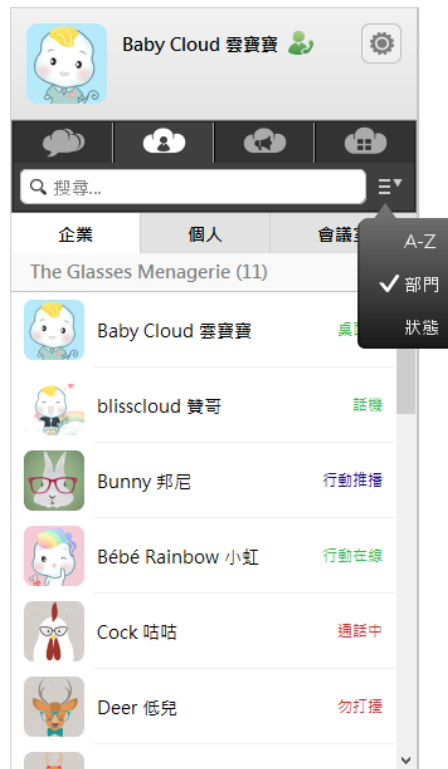 Baby Cloud 雲寶寶
搜尋...
企業 個人 會議
A-Z
部門
狀態
The Glasses Menagerie (11)
Baby Cloud 雲寶寶
blisscloud 贊哥 話機
Bunny 邦尼 行動推播
Bébé Rainbow 小虹 行動在線
Cock 咕咕 通話中
Deer 低兒 勿打擾